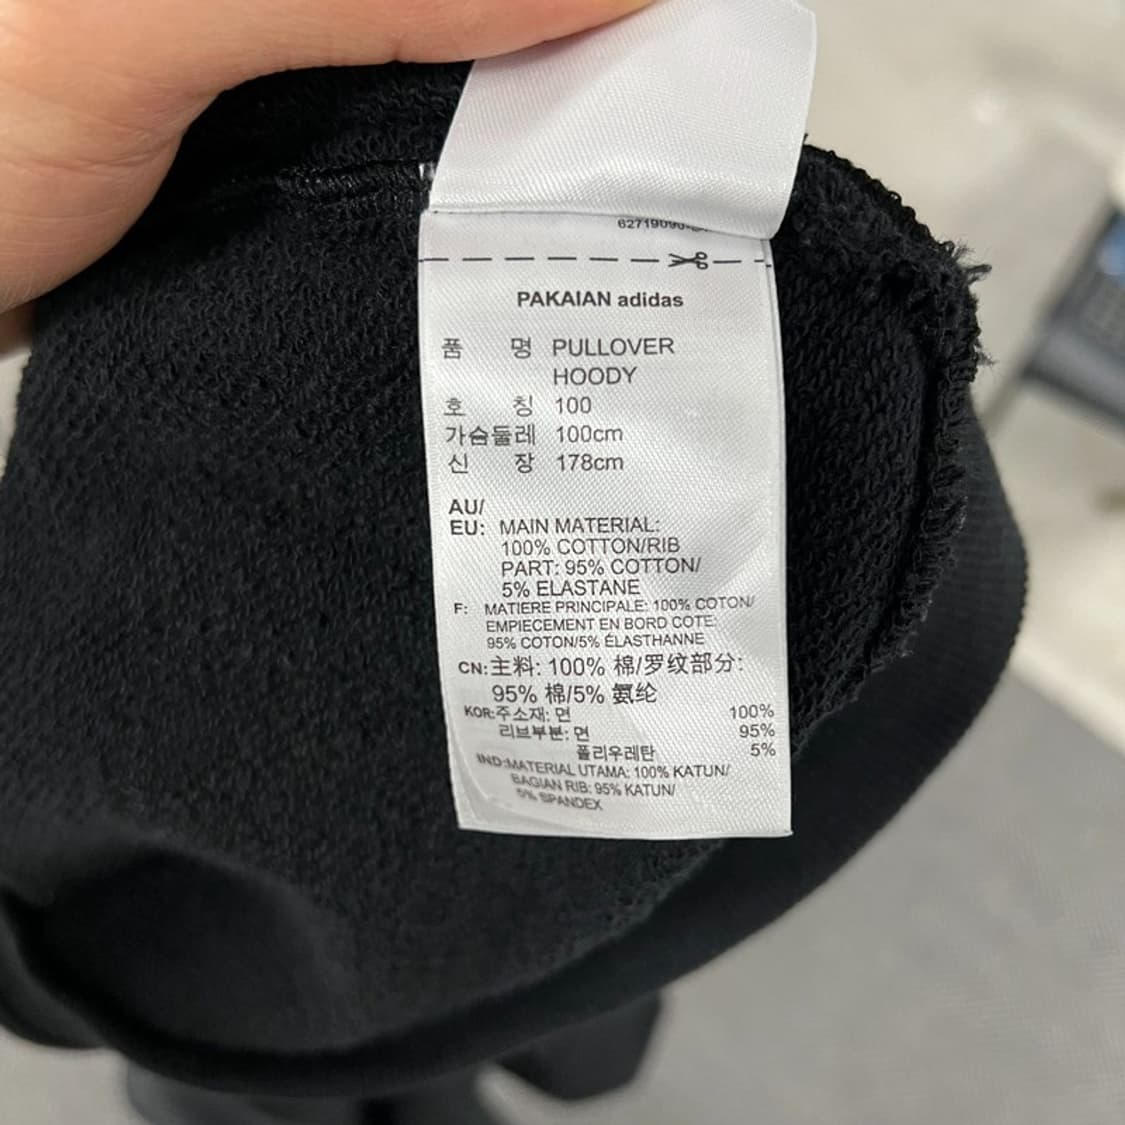 PAKAIAN adidas
품 명 PULLOVER
HOODY
호 칭 100
가슴둘레 100cm
신 장 178cm
AU/
EU: MAIN MATERIAL:
100% COTTON/RIB
PART: 95% COTTON/
5% ELASTANE
F: MATIERE PRINCIPALE: 100% COTON/
EMPIECEMENT EN BORD COTE:
95% COTON/5% ÉLASTHANNE
CN:主料: 100% 棉/罗纹部分:
95% 棉/5% 氨纶
KOR:주소재: 면 100%
리브부분: 면 95%
폴리우레탄 5%
IND:MATERIAL UTAMA: 100% KATUN/
BAGIAN RIB: 95% KATUN/
5% SPANDEX